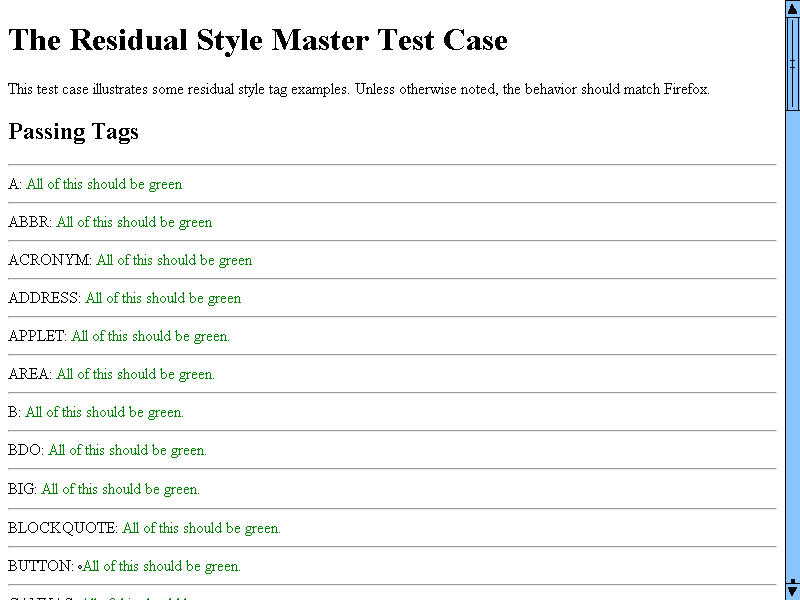 The Residual Style Master Test Case
This test case illustrates some residual style tag examples. Unless otherwise noted, the behavior should match Firefox.
Passing Tags
A: All of this should be green
ABBR: All of this should be green
ACRONYM: All of this should be green
ADDRESS: All of this should be green
APPLET: All of this should be green.
AREA: All of this should be green.
B: All of this should be green.
BDO: All of this should be green.
BIG: All of this should be green.
BLOCKQUOTE: All of this should be green.
BUTTON: All of this should be green.